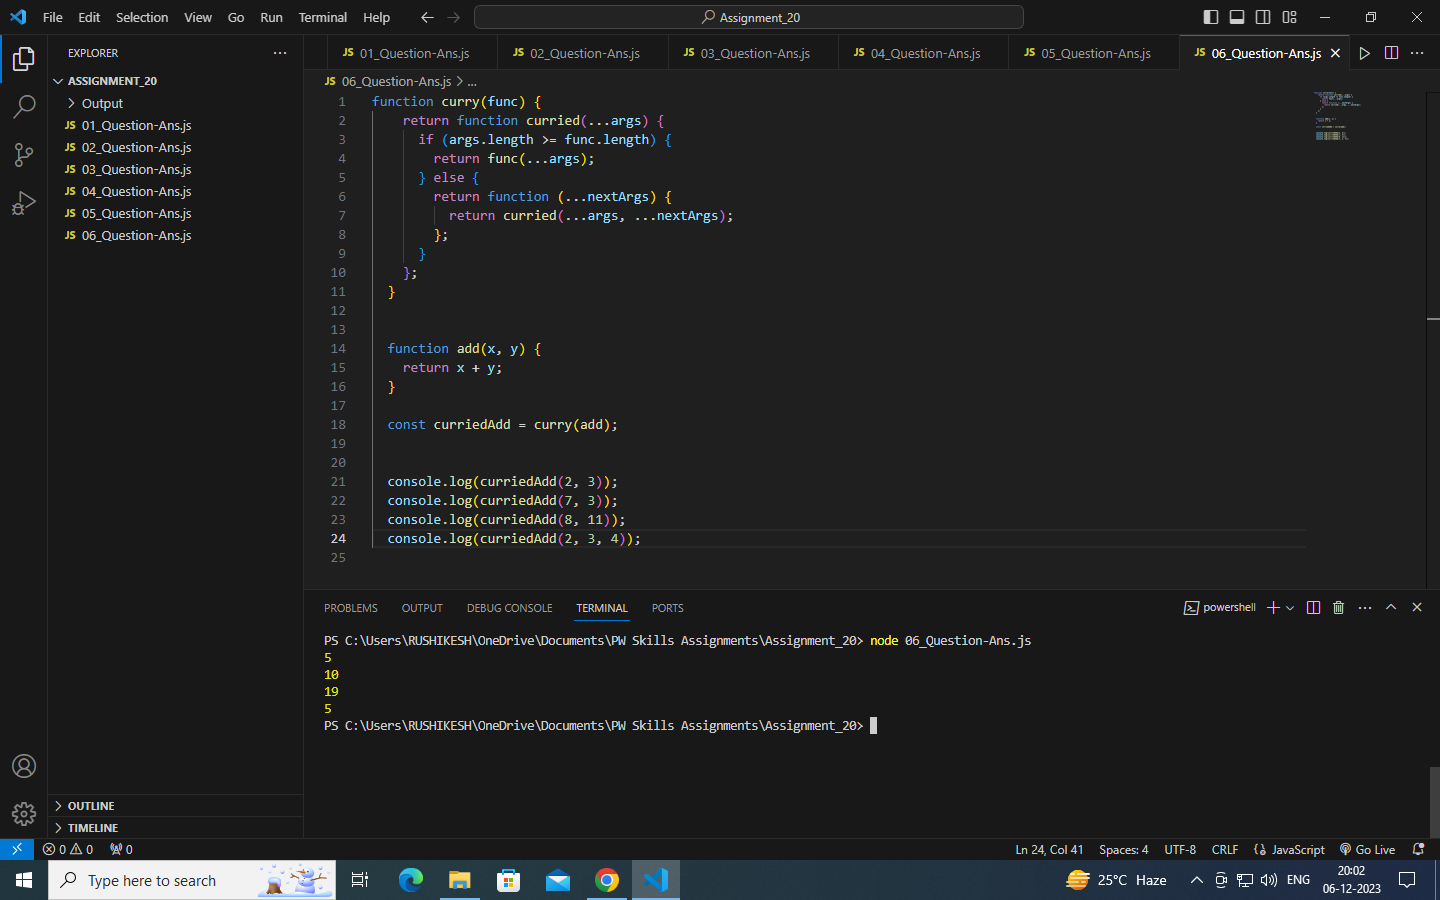 File Edit Selection View Go Run Terminal Help Assignment_20
EXPLORER
ASSIGNMENT_20
Output
JS 01_Question-Ans.js
JS 02_Question-Ans.js
JS 03_Question-Ans.js
JS 04_Question-Ans.js
JS 05_Question-Ans.js
JS 06_Question-Ans.js
OUTLINE
TIMELINE
JS 01_Question-Ans.js JS 02_Question-Ans.js JS 03_Question-Ans.js JS 04_Question-Ans.js JS 05_Question-Ans.js JS 06_Question-Ans.js
JS 06_Question-Ans.js > ...
1 function curry(func) {
2 return function curried(...args) {
3 if (args.length >= func.length) {
4 return func(...args);
5 } else {
6 return function (...nextArgs) {
7 return curried(...args, ...nextArgs);
8 };
9 }
10 };
11 }
12
13
14 function add(x, y) {
15 return x + y;
16 }
17
18 const curriedAdd = curry(add);
19
20
21 console.log(curriedAdd(2, 3));
22 console.log(curriedAdd(7, 3));
23 console.log(curriedAdd(8, 11));
24 console.log(curriedAdd(2, 3, 4));
25
PROBLEMS OUTPUT DEBUG CONSOLE TERMINAL PORTS powershell
PS C:\Users\RUSHIKESH\OneDrive\Documents\PW Skills Assignments\Assignment_20> node 06_Question-Ans.js
5
10
19
5
PS C:\Users\RUSHIKESH\OneDrive\Documents\PW Skills Assignments\Assignment_20>
0 0 0 Ln 24, Col 41 Spaces: 4 UTF-8 CRLF {} JavaScript Go Live
Type here to search 25°C Haze ENG 20:02
06-12-2023